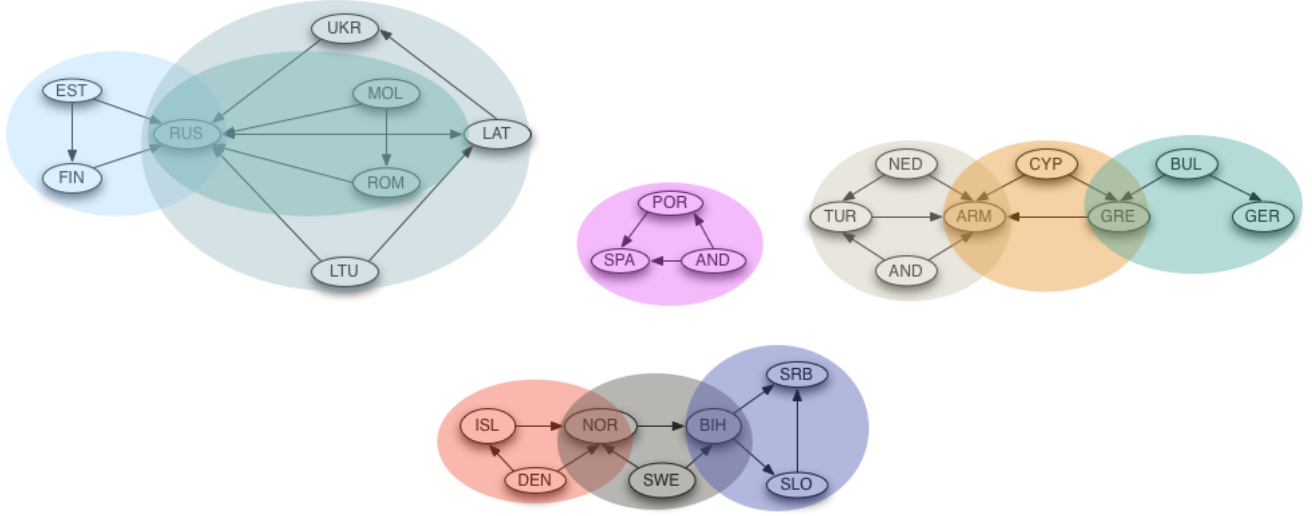 UKR
EST
MOL
RUS
LAT
FIN
ROM
LTU
POR
SPA
AND
NED
CYP
BUL
TUR
ARM
GRE
GER
AND
ISL
NOR
BIH
SRB
DEN
SWE
SLO